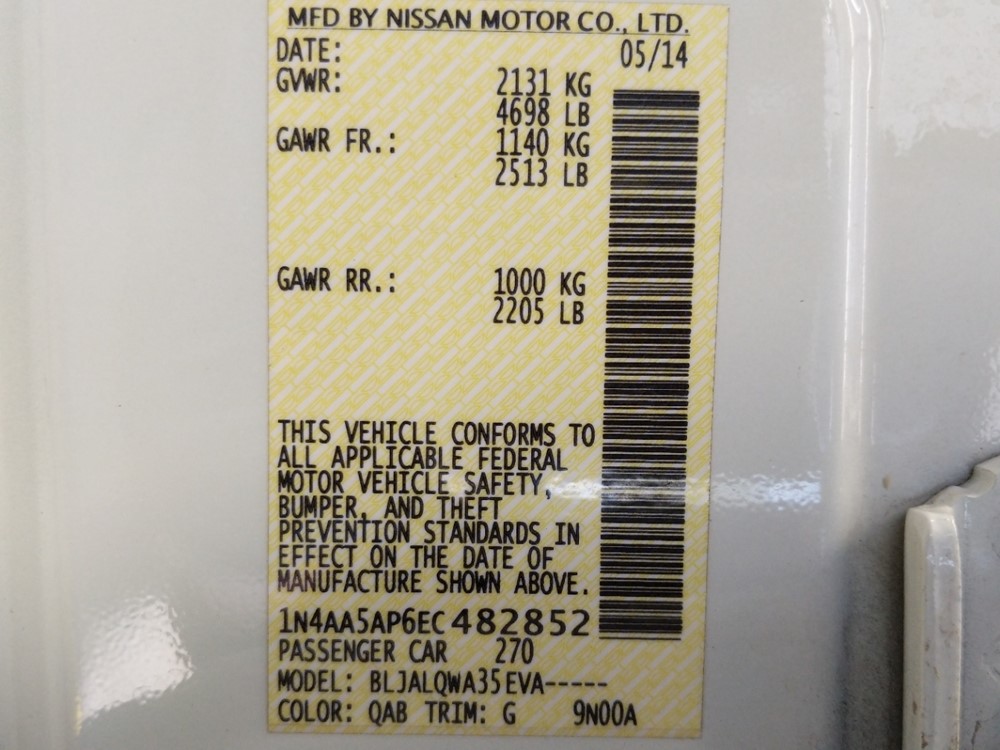 MFD BY NISSAN MOTOR CO., LTD.
DATE: 05/14
GVWR: 2131 KG
4698 LB
GAWR FR.: 1140 KG
2513 LB
GAWR RR.: 1000 KG
2205 LB
THIS VEHICLE CONFORMS TO
ALL APPLICABLE FEDERAL
MOTOR VEHICLE SAFETY,
BUMPER, AND THEFT
PREVENTION STANDARDS IN
EFFECT ON THE DATE OF
MANUFACTURE SHOWN ABOVE.
1N4AA5AP6EC482852
PASSENGER CAR 270
MODEL: BLJALQWA35EVA-----
COLOR: QAB TRIM: G 9N00A